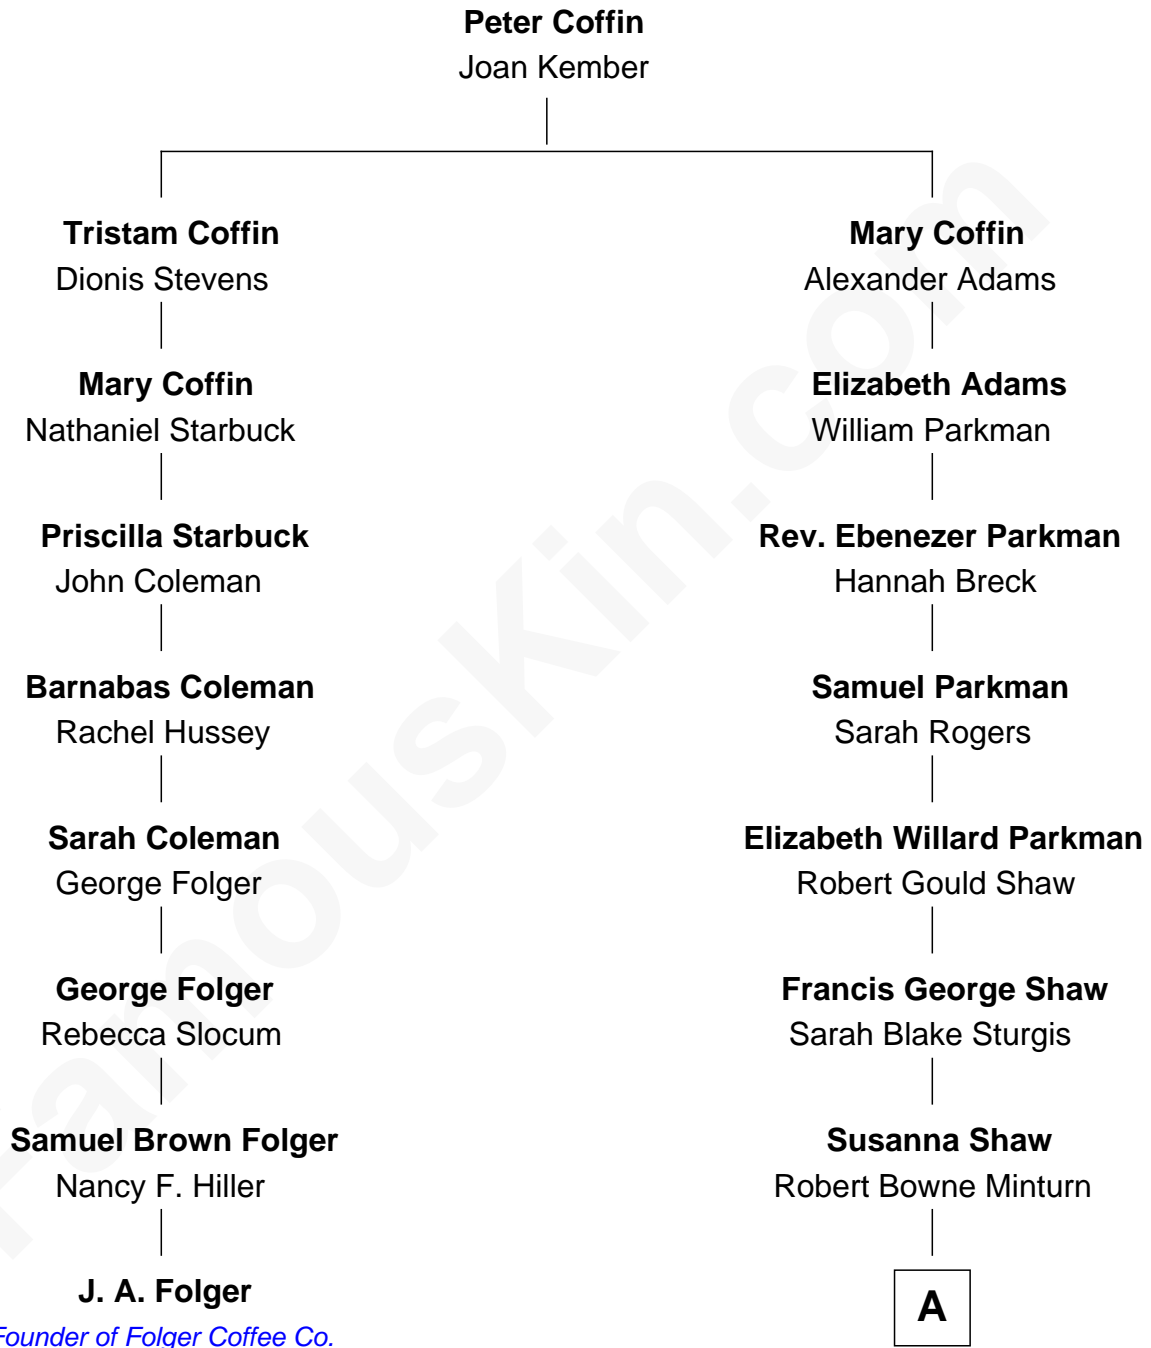 Peter Coffin
Joan Kember
Tristam Coffin
Dionis Stevens
Mary Coffin
Alexander Adams
Mary Coffin
Nathaniel Starbuck
Elizabeth Adams
William Parkman
Priscilla Starbuck
John Coleman
Rev. Ebenezer Parkman
Hannah Breck
Barnabas Coleman
Rachel Hussey
Samuel Parkman
Sarah Rogers
Sarah Coleman
George Folger
Elizabeth Willard Parkman
Robert Gould Shaw
George Folger
Rebecca Slocum
Francis George Shaw
Sarah Blake Sturgis
Samuel Brown Folger
Nancy F. Hiller
Susanna Shaw
Robert Bowne Minturn
J. A. Folger
Founder of Folger Coffee Co.
A
FamousKin.com